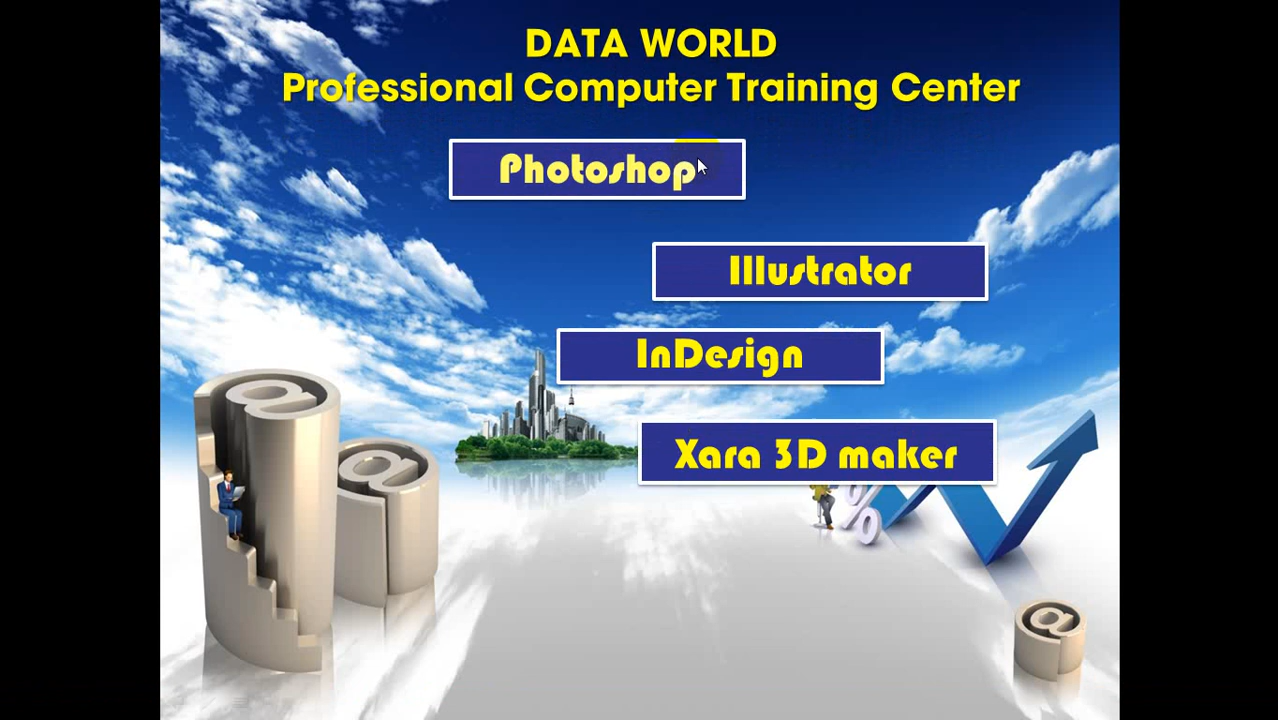 DATA WORLD
Professional Computer Training Center
Photoshop
Illustrator
InDesign
Xara 3D maker
@
@
%
@